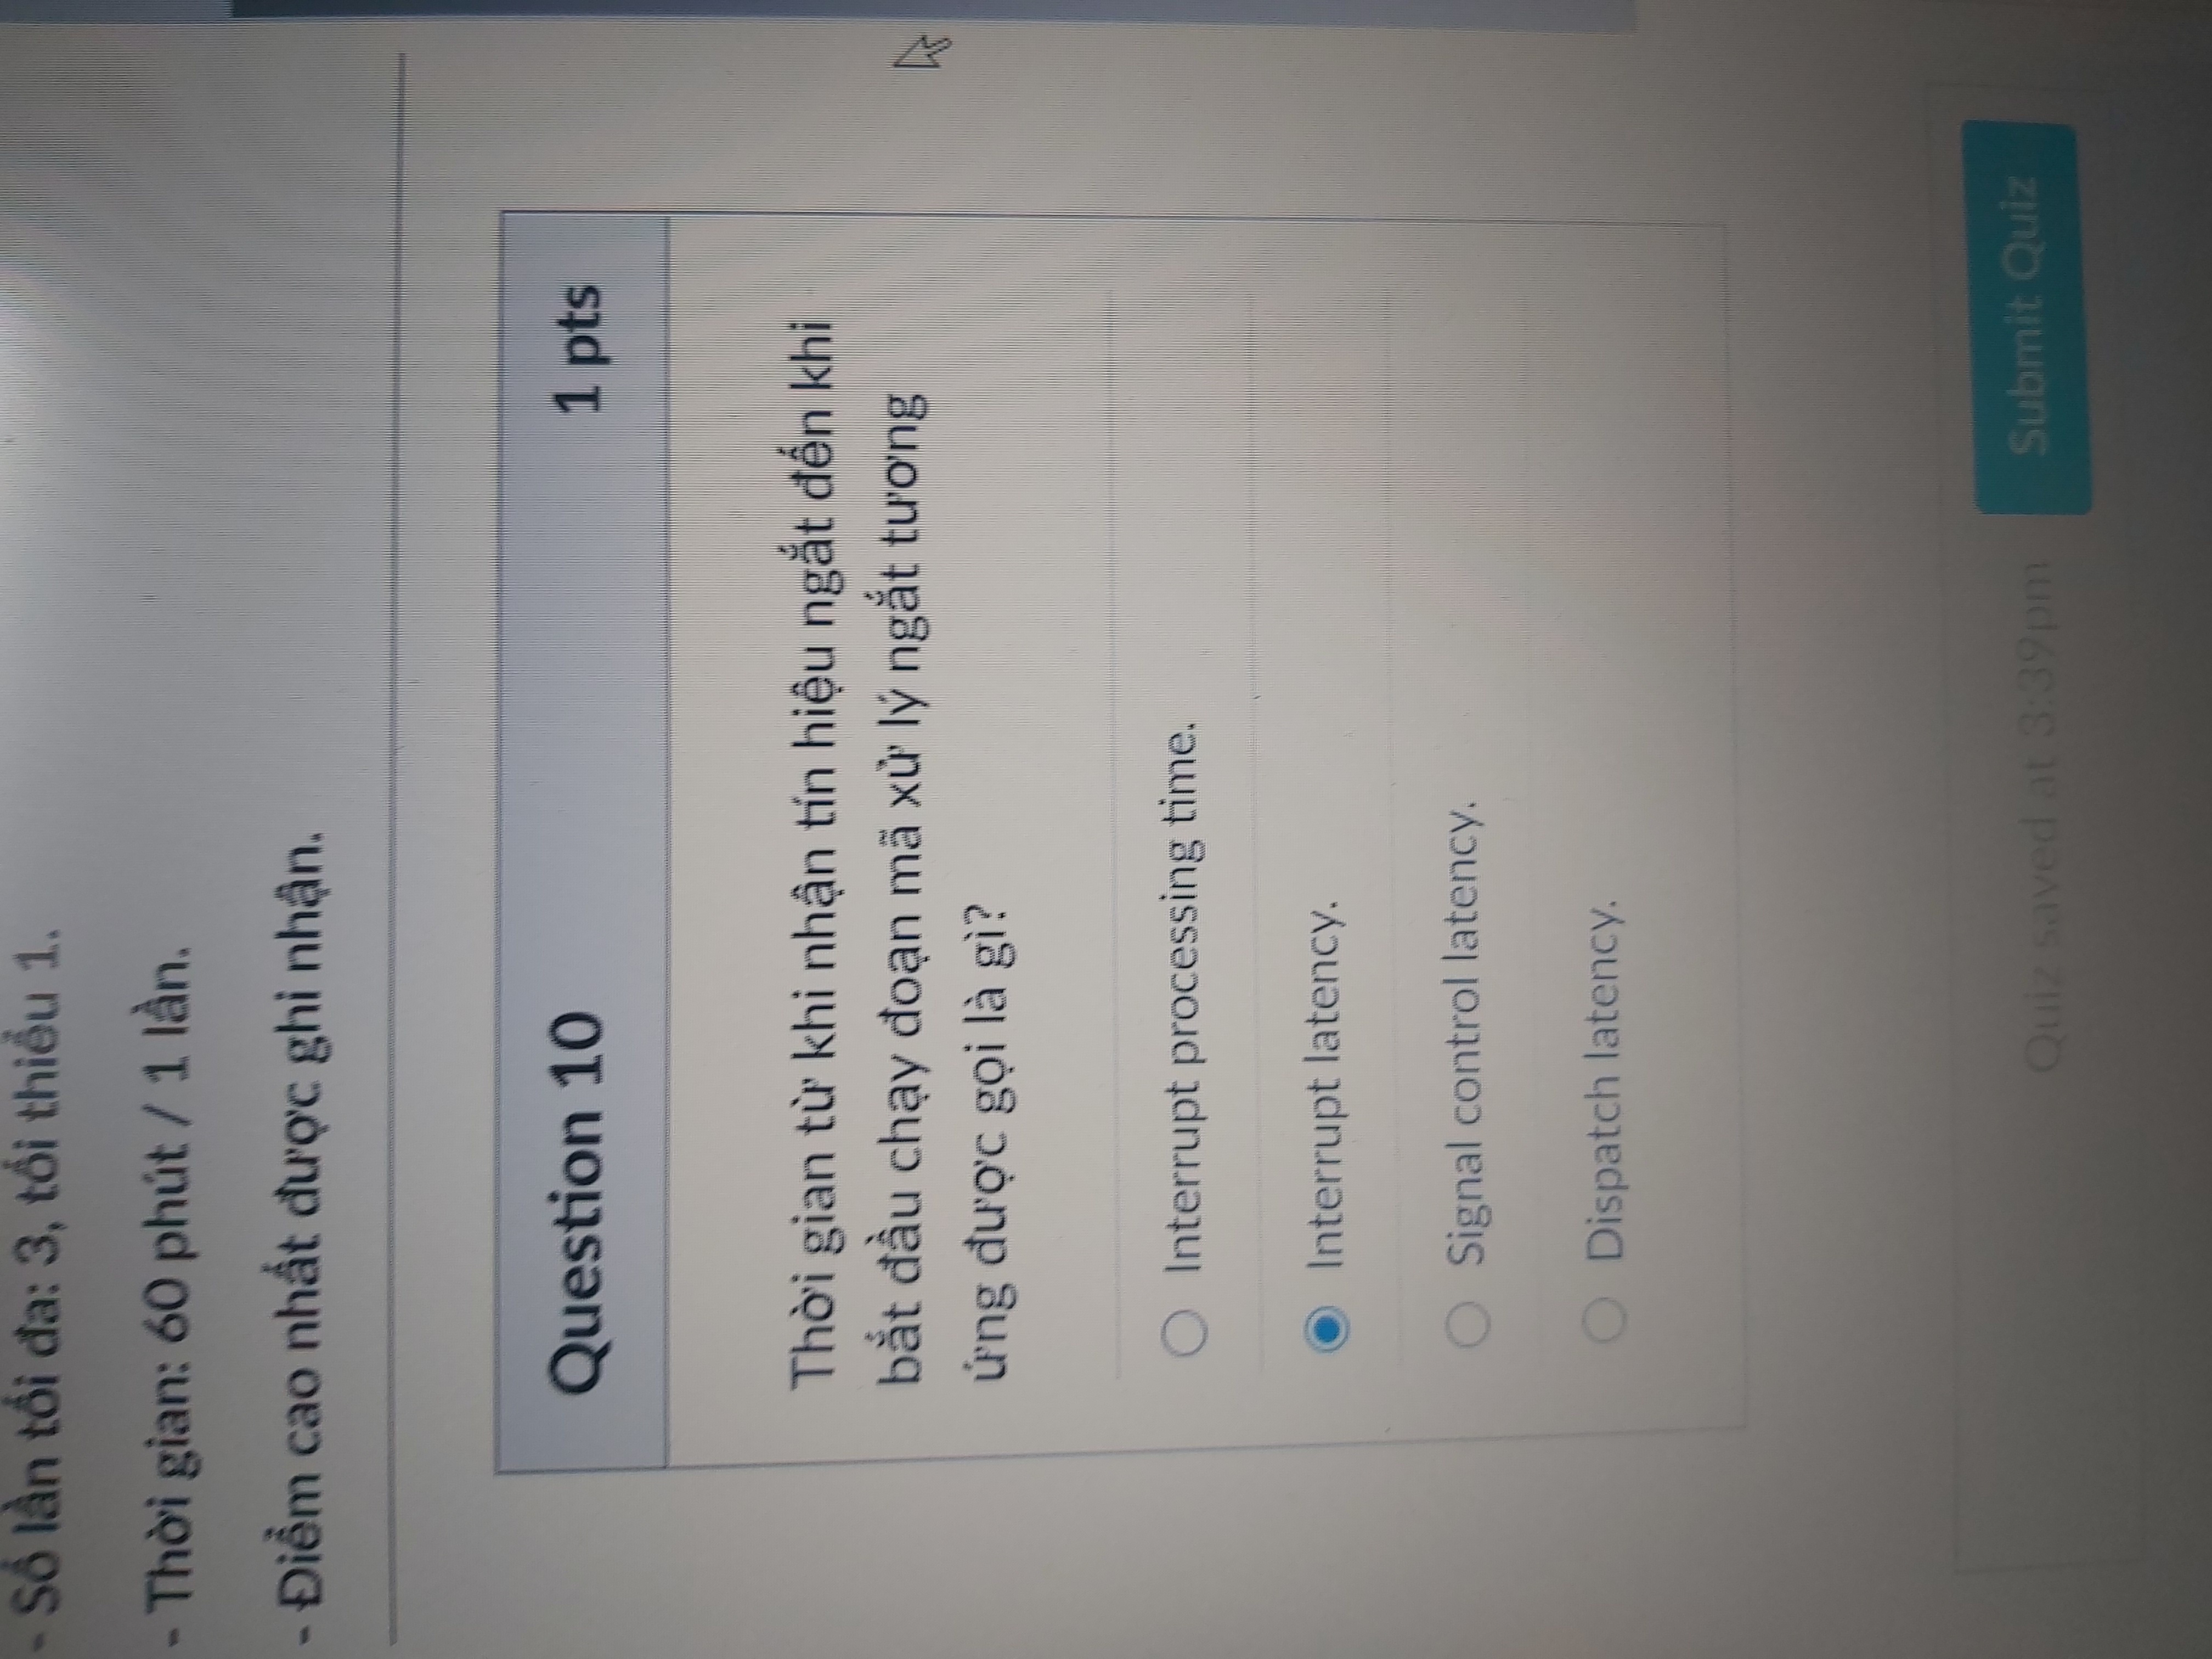 - Số lần tối đa: 3, tối thiểu 1.
- Thời gian: 60 phút / 1 lần.
- Điểm cao nhất được ghi nhận.
Question 10
1 pts
Thời gian từ khi nhận tín hiệu ngắt đến khi
bắt đầu chạy đoạn mã xử lý ngắt tương
ứng được gọi là gì?
Interrupt processing time.
Interrupt latency.
Signal control latency.
Dispatch latency.
Quiz saved at 3:39pm
Submit Quiz